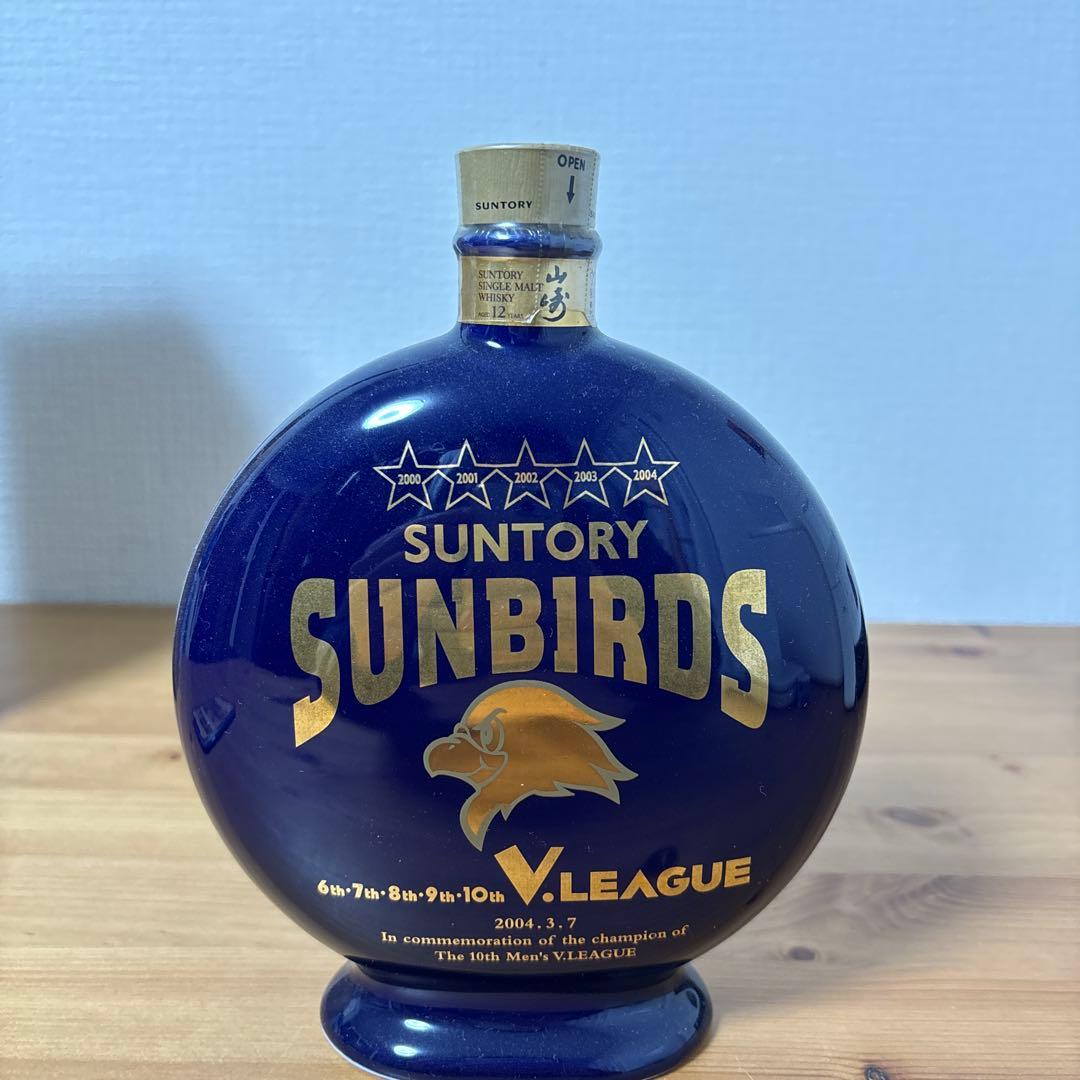 OPEN
SUNTORY
SUNTORY
SINGLE MALT
WHISKY
AGED 12 YEARS
山崎
2000 2001 2002 2003 2004
SUNTORY
SUNBIRDS
6th・7th・8th・9th・10th V.LEAGUE
2004.3.7
In commemoration of the champion of
The 10th Men's V.LEAGUE